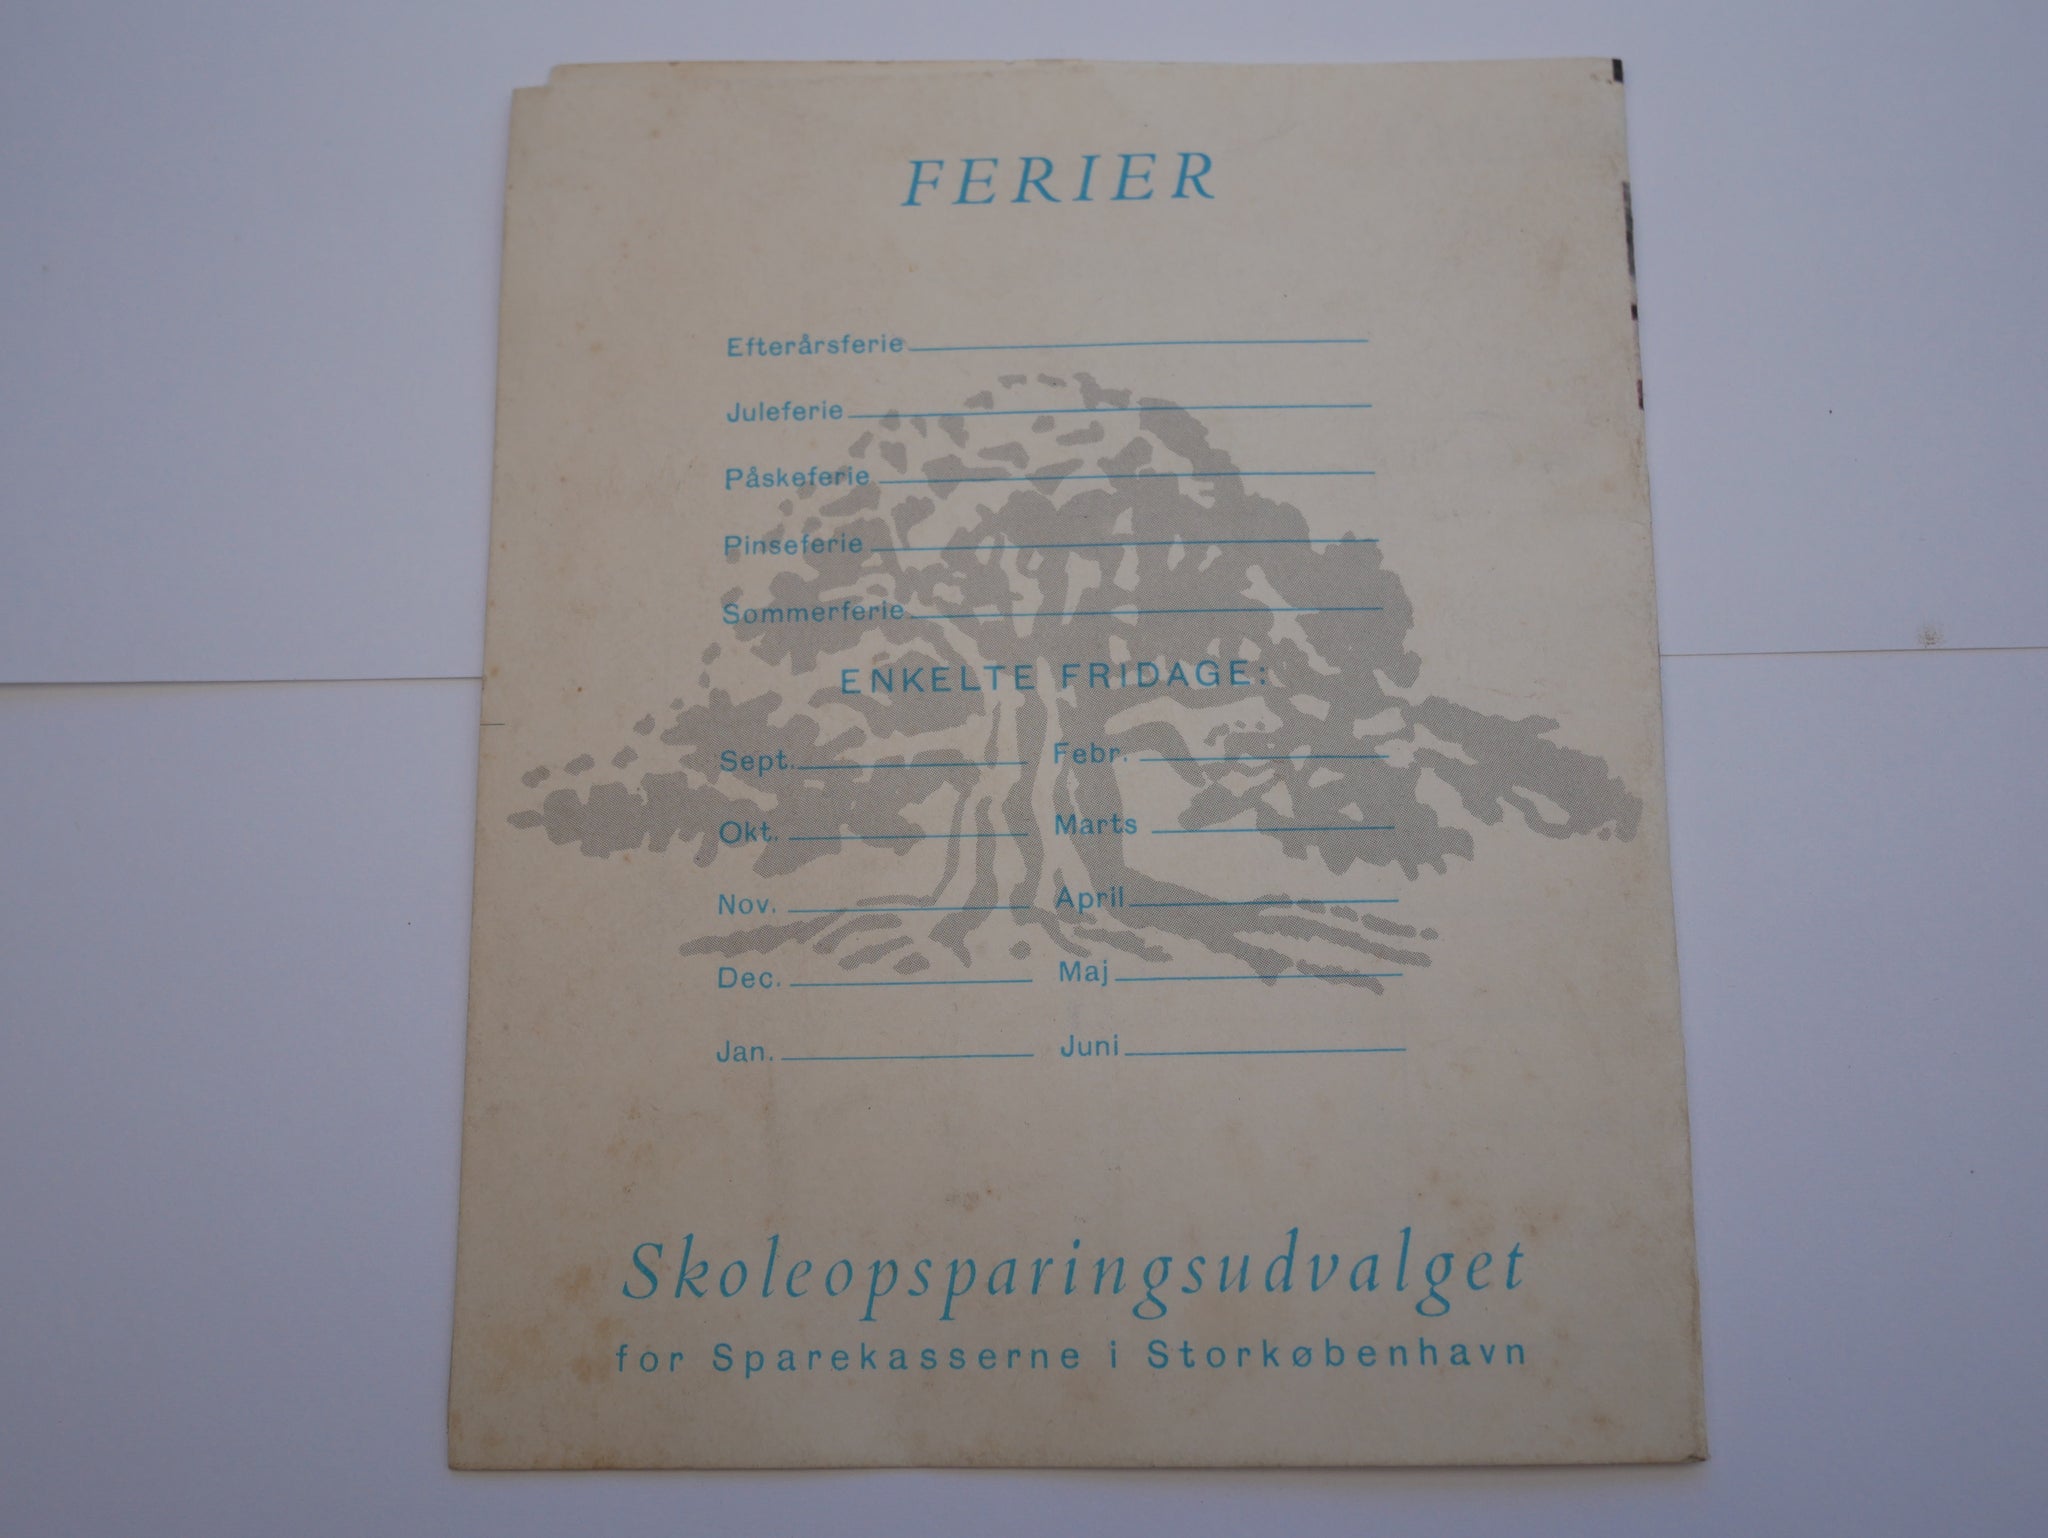 FERIER
Efterårsferie
Juleferie
Påskeferie
Pinseferie
Sommerferie
ENKELTE FRIDAGE:
Sept. Febr.
Okt. Marts
Nov. April
Dec. Maj
Jan. Juni
Skoleopsparingsudvalget
for Sparekasserne i Storkøbenhavn